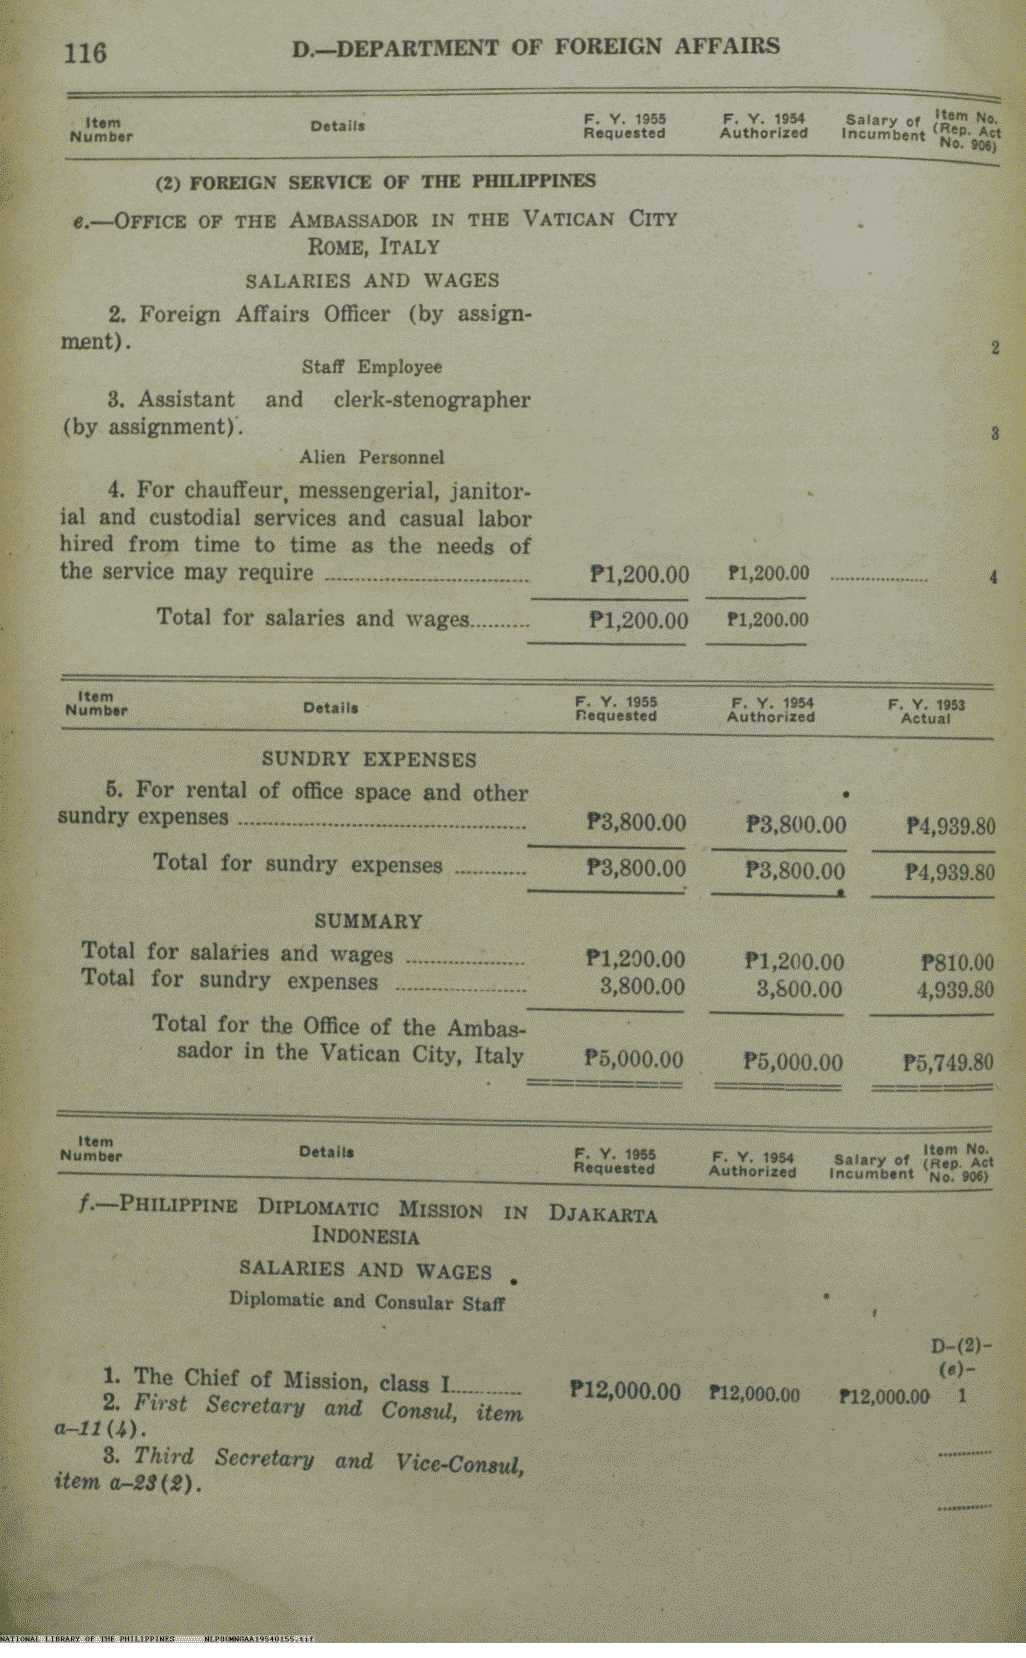 116 D.—DEPARTMENT OF FOREIGN AFFAIRS
Item Number Details F. Y. 1955 Requested F. Y. 1954 Authorized Salary of Incumbent Item No. (Rep. Act No. 906)
(2) FOREIGN SERVICE OF THE PHILIPPINES
e.—OFFICE OF THE AMBASSADOR IN THE VATICAN CITY
ROME, ITALY
SALARIES AND WAGES
2. Foreign Affairs Officer (by assign-
ment). 2
Staff Employee
3. Assistant and clerk-stenographer
(by assignment). 3
Alien Personnel
4. For chauffeur, messengerial, janitor-
ial and custodial services and casual labor
hired from time to time as the needs of
the service may require .................................. ₱1,200.00 ₱1,200.00 .................... 4
Total for salaries and wages.......... ₱1,200.00 ₱1,200.00
Item Number Details F. Y. 1955 Requested F. Y. 1954 Authorized F. Y. 1953 Actual
SUNDRY EXPENSES
5. For rental of office space and other
sundry expenses ................................................ ₱3,800.00 ₱3,800.00 ₱4,939.80
Total for sundry expenses ............ ₱3,800.00 ₱3,800.00 ₱4,939.80
SUMMARY
Total for salaries and wages .................... ₱1,200.00 ₱1,200.00 ₱810.00
Total for sundry expenses ...................... 3,800.00 3,800.00 4,939.80
Total for the Office of the Ambas-
sador in the Vatican City, Italy ₱5,000.00 ₱5,000.00 ₱5,749.80
Item Number Details F. Y. 1955 Requested F. Y. 1954 Authorized Salary of Incumbent Item No. (Rep. Act No. 906)
f.—PHILIPPINE DIPLOMATIC MISSION IN DJAKARTA
INDONESIA
SALARIES AND WAGES
Diplomatic and Consular Staff
D-(2)-
(e)-
1. The Chief of Mission, class I............ ₱12,000.00 ₱12,000.00 ₱12,000.00 1
2. First Secretary and Consul, item
a-11(4). ............
3. Third Secretary and Vice-Consul,
item a-23(2). ............
NATIONAL LIBRARY OF THE PHILIPPINES NLPD0MNGAA19540155.tif